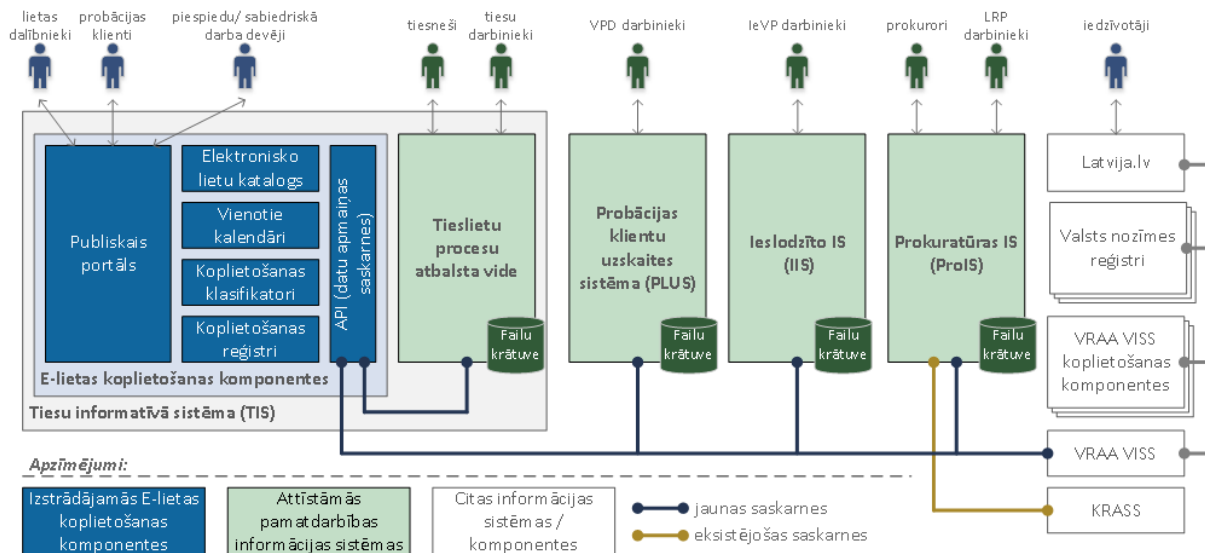 lietas
dalībnieki
probācijas
klienti
piespiedu/ sabiedriskā
darba devēji
tiesneši
tiesu
darbinieki
VPD darbinieki
IeVP darbinieki
prokurori
LRP
darbinieki
iedzīvotāji
Publiskais
portāls
Elektronisko
lietu katalogs
Vienotie
kalendāri
Koplietošanas
klasifikatori
Koplietošanas
reģistri
API (datu apmaiņas
saskarnes)
E-lietas koplietošanas komponentes
Tiesu informatīvā sistēma (TIS)
Tieslietu
procesu
atbalsta vide
Failu
krātuve
Probācijas
klientu
uzskaites
sistēma (PLUS)
Failu
krātuve
Ieslodzīto IS
(IIS)
Failu
krātuve
Prokuratūras IS
(ProIS)
Failu
krātuve
Latvija.lv
Valsts nozīmes
reģistri
VRAA VISS
koplietošanas
komponentes
VRAA VISS
KRASS
Apzīmējumi:
Izstrādājamās E-lietas
koplietošanas
komponentes
Attīstāmās
pamatdarbības
informācijas sistēmas
Citas informācijas
sistēmas /
komponentes
jaunas saskarnes
eksistējošas saskarnes